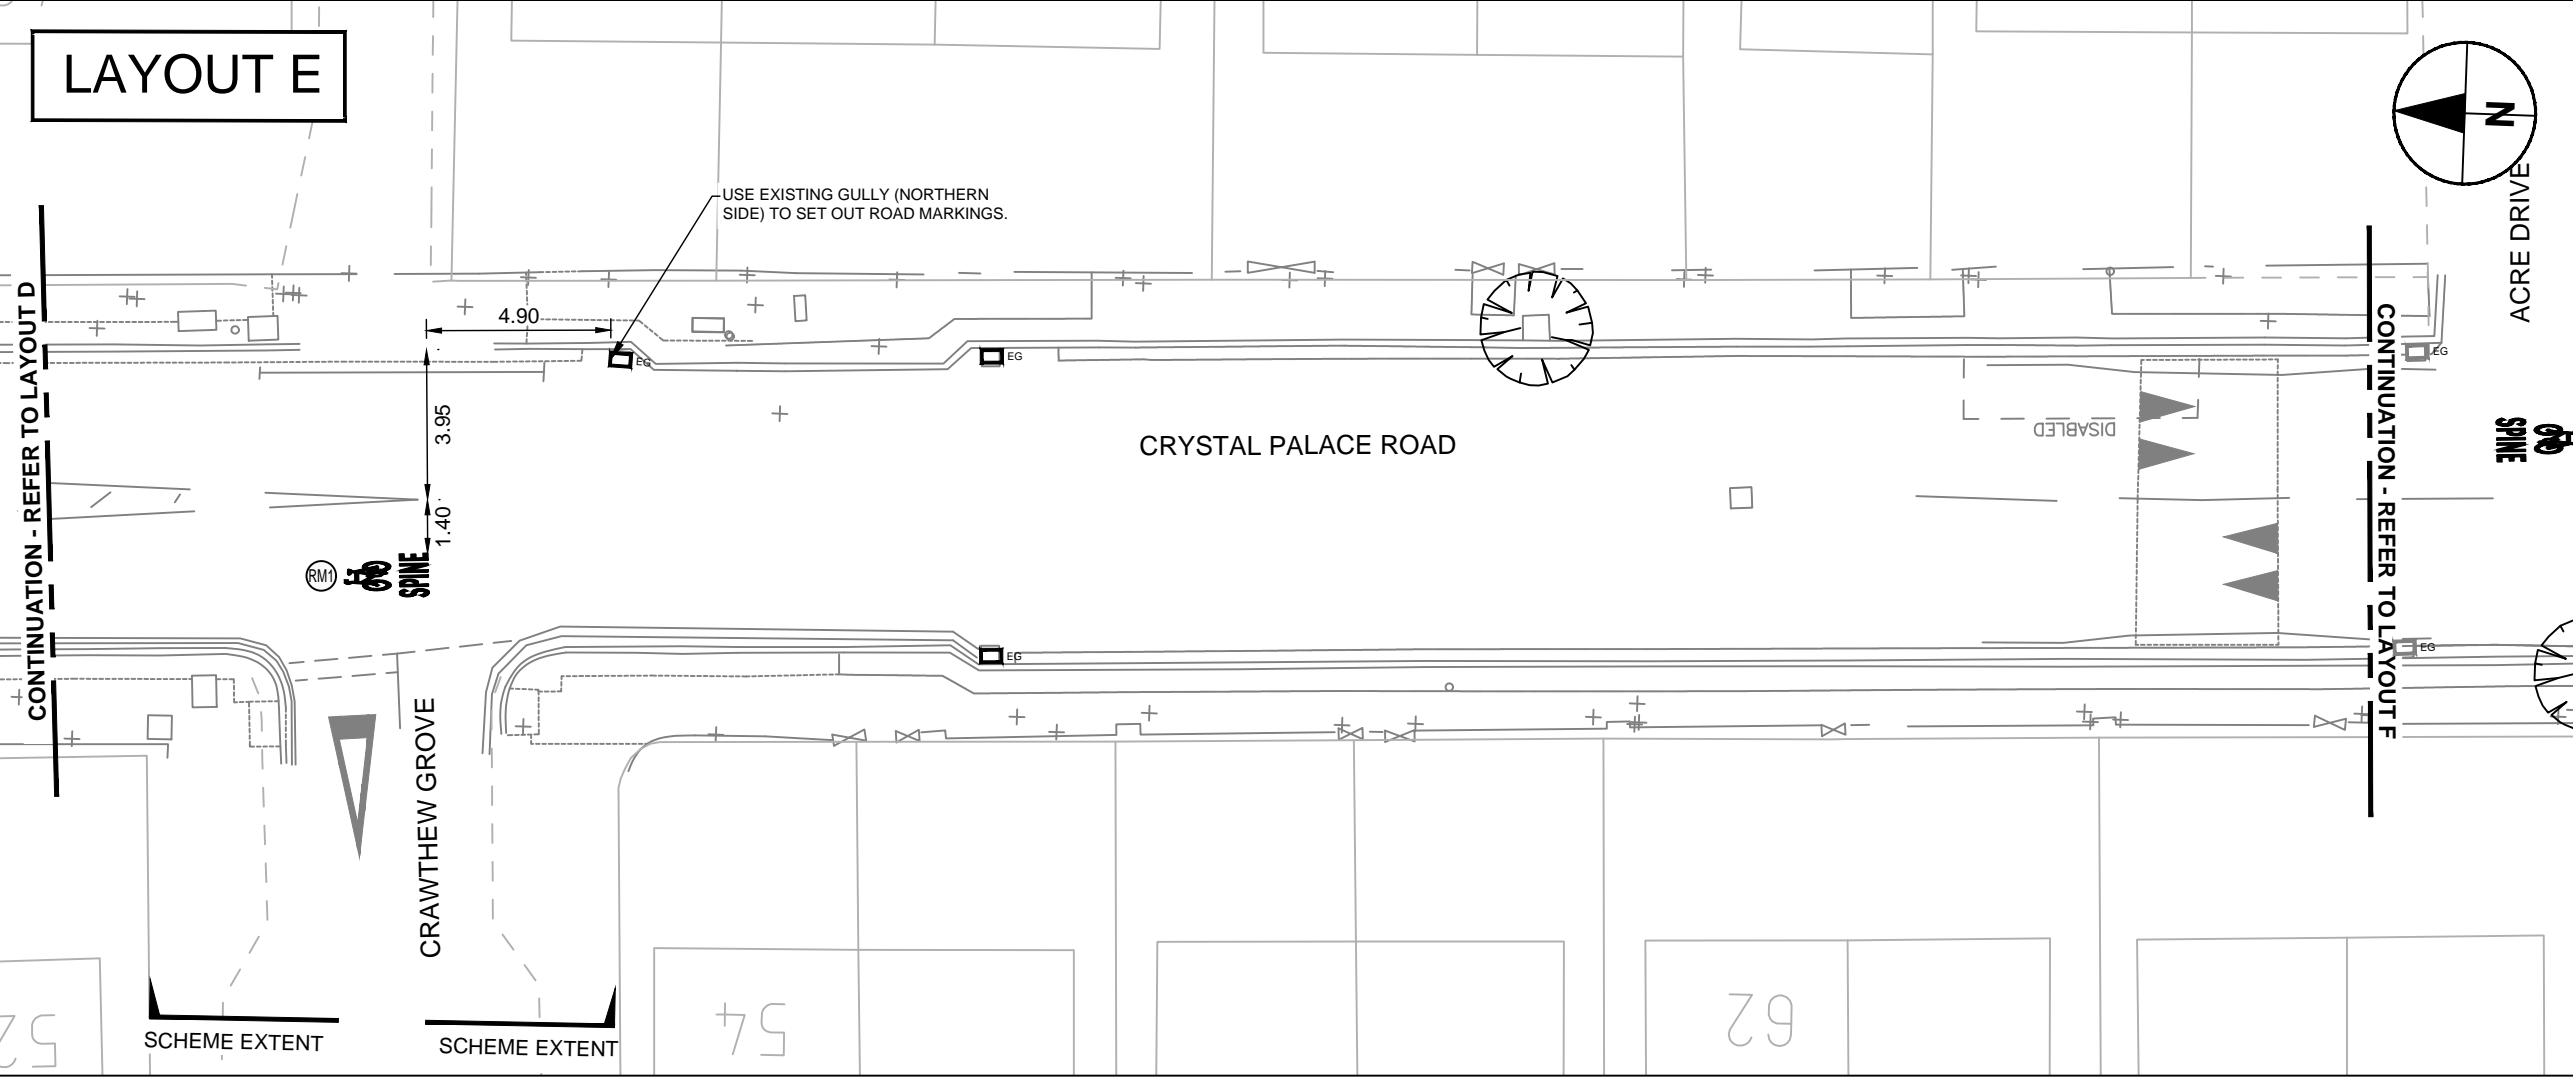 LAYOUT E
N
ACRE DRIVE
USE EXISTING GULLY (NORTHERN
SIDE) TO SET OUT ROAD MARKINGS.
CONTINUATION - REFER TO LAYOUT D
4.90
EG
EG
EG
3.95
CRYSTAL PALACE ROAD
DISABLED
CONTINUATION - REFER TO LAYOUT F
SPINE
1.40
RM1
SPINE
EG
EG
CRAWTHEW GROVE
SCHEME EXTENT
SCHEME EXTENT
52
54
62